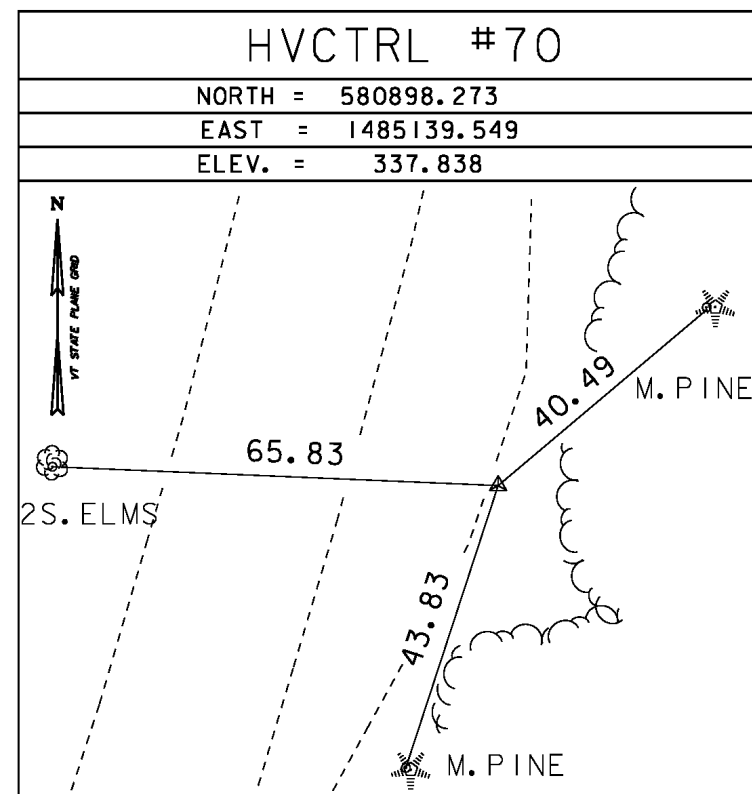 HVCTRL #70
NORTH = 580898.273
EAST = 1485139.549
ELEV. = 337.838
N
VT STATE PLANE GRID
40.49
M. PINE
65.83
2S. ELMS
43.83
M. PINE